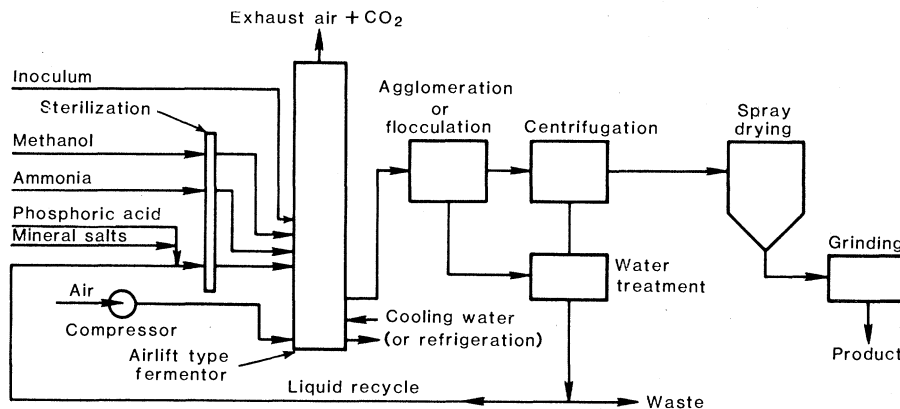 Exhaust air + CO₂
Inoculum
Sterilization
Methanol
Ammonia
Phosphoric acid
Mineral salts
Air
Compressor
Airlift type
fermentor
Agglomeration
or
flocculation
Centrifugation
Spray
drying
Water
treatment
Grinding
Cooling water
(or refrigeration)
Product
Liquid recycle
Waste